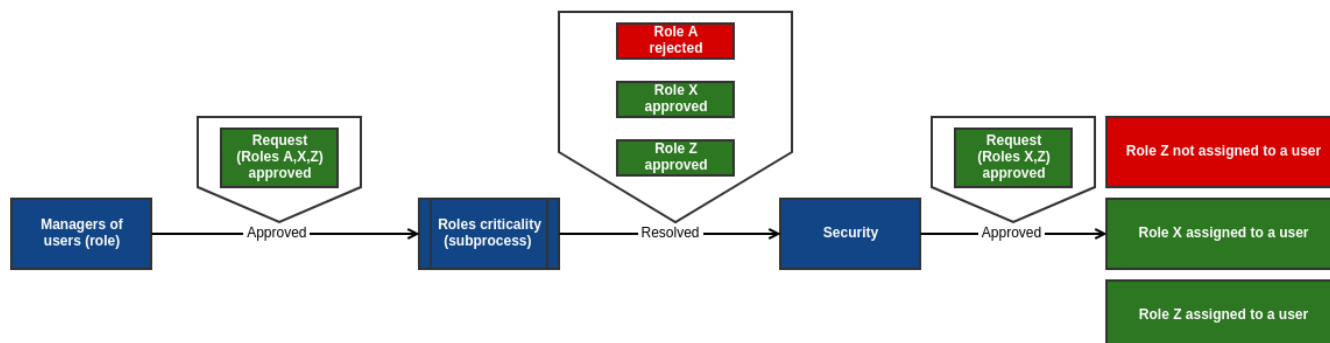 Managers of
users (role)
Request
(Roles A,X,Z)
approved
Approved
Roles criticality
(subprocess)
Role A
rejected
Role X
approved
Role Z
approved
Resolved
Security
Request
(Roles X,Z)
approved
Approved
Role Z not assigned to a user
Role X assigned to a user
Role Z assigned to a user